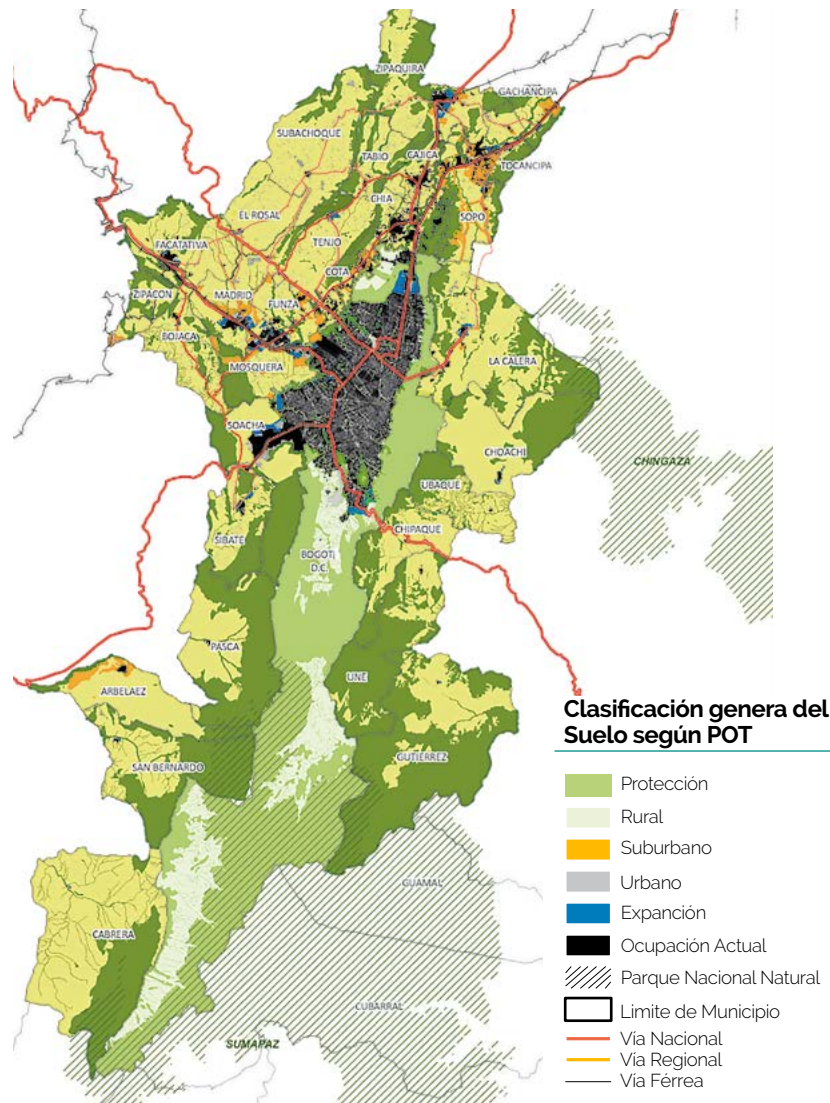 ZIPAQUIRA
GACHANCIPA
SUBACHOQUE
TABIO
CAJICA
TOCANCIPA
CHIA
EL ROSAL
SOPO
TENJO
FACATATIVA
COTA
ZIPACON
MADRID
FUNZA
BOJACA
LA CALERA
MOSQUERA
SOACHA
CHOACHI
CHINGAZA
UBAQUE
CHIPAQUE
SIBATE
BOGOT
D.C.
PASCA
UNE
ARBELAEZ
Clasificación genera del
Suelo según POT
SAN BERNARDO
GUTIERREZ
Protección
Rural
Suburbano
Urbano
GUAMAL
Expanción
CABRERA
Ocupación Actual
Parque Nacional Natural
CUBARRAL
Limite de Municipio
SUMAPAZ
Vía Nacional
Vía Regional
Vía Férrea